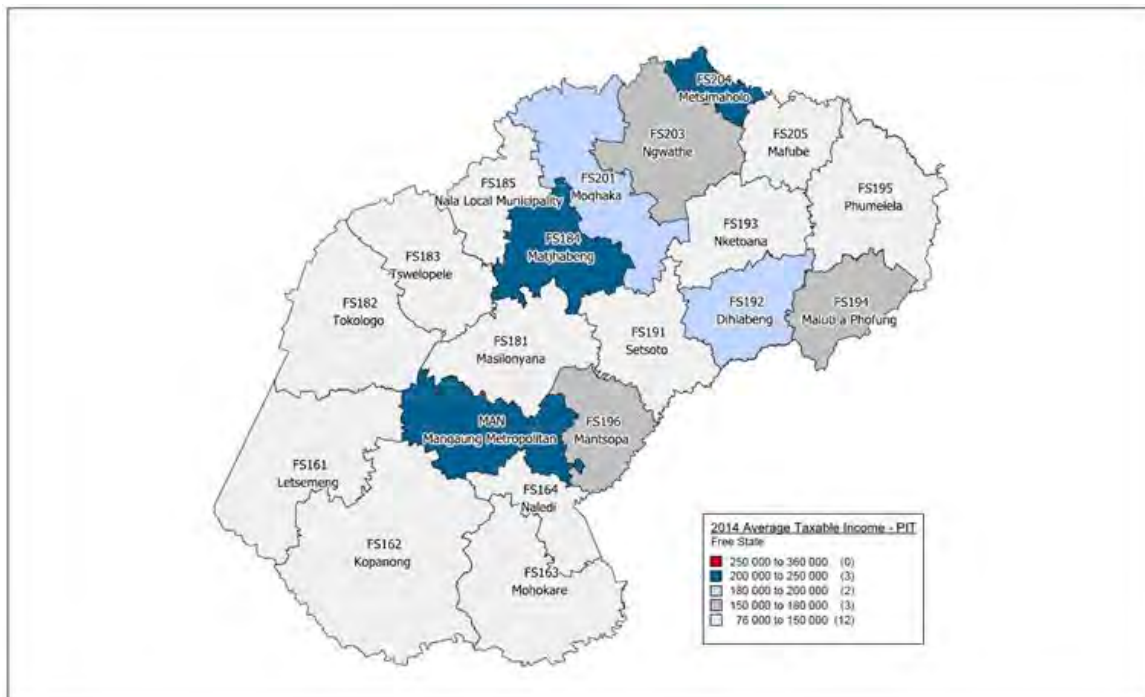 FS204
Metsimaholo
FS203
Ngwathe
FS205
Mafube
FS201
Moqhaka
FS195
Phumelela
FS185
Nala Local Municipality
FS193
Nketoana
FS184
Matjhabeng
FS183
Tswelopele
FS182
Tokologo
FS192
Dihlabeng
FS194
Maluti a Phofung
FS191
Setsoto
FS181
Masilonyana
MAN
Mangaung Metropolitan
FS196
Mantsopa
FS161
Letsemeng
FS164
Naledi
FS162
Kopanong
FS163
Mohokare
2014 Average Taxable Income - PIT
Free State
250 000 to 360 000 (0)
200 000 to 250 000 (3)
180 000 to 200 000 (2)
150 000 to 180 000 (3)
76 000 to 150 000 (12)